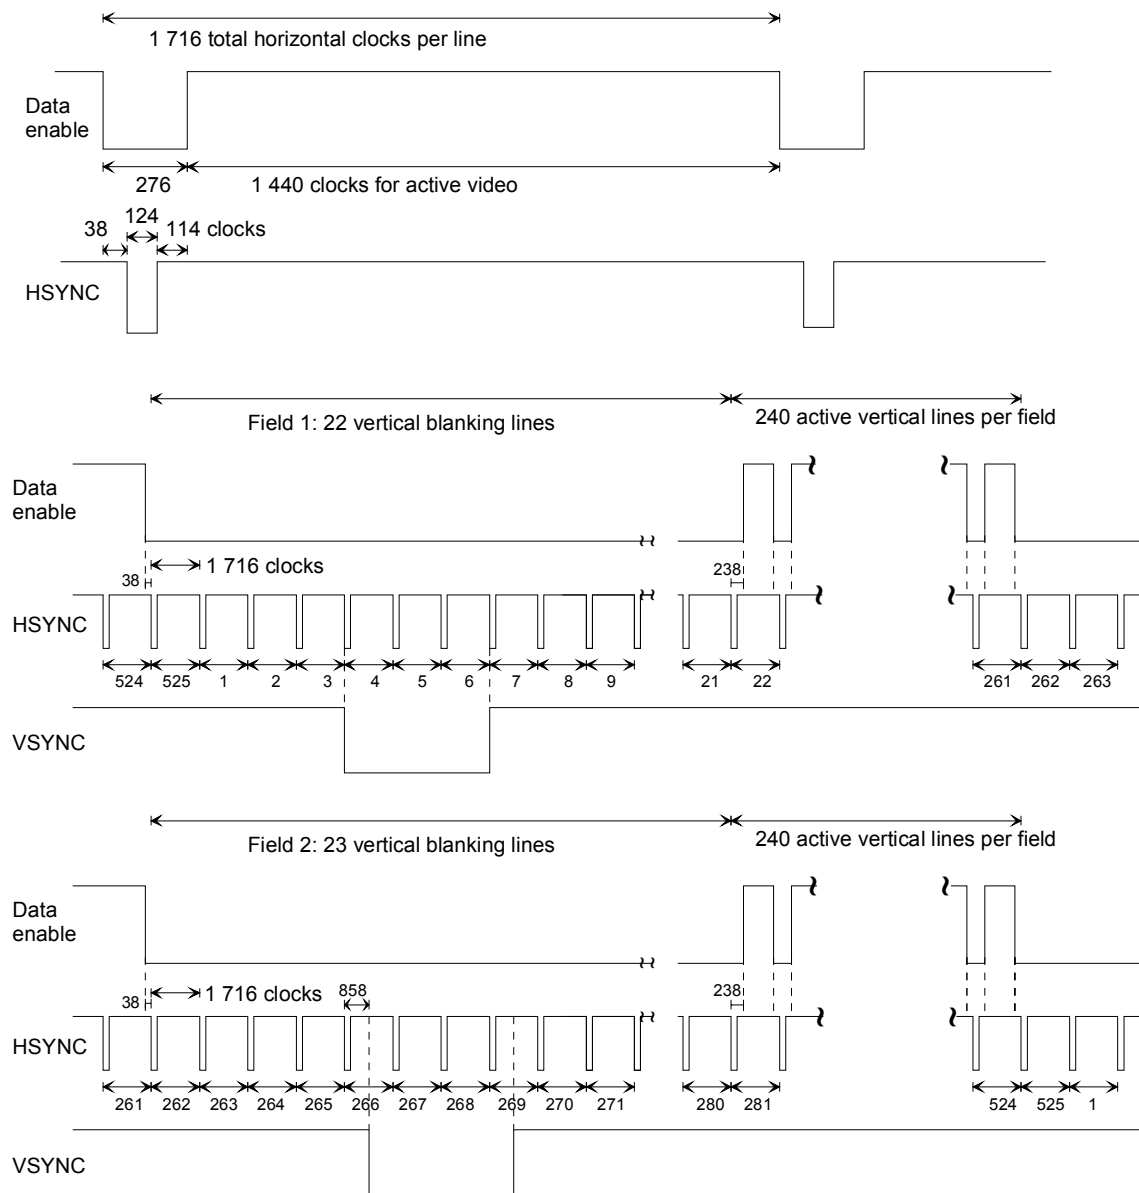 1 716 total horizontal clocks per line
Data
enable
276
1 440 clocks for active video
124
38
114 clocks
HSYNC
Field 1: 22 vertical blanking lines
240 active vertical lines per field
Data
enable
38
1 716 clocks
238
HSYNC
524 525 1 2 3 4 5 6 7 8 9 21 22 261 262 263
VSYNC
Field 2: 23 vertical blanking lines
240 active vertical lines per field
Data
enable
38
1 716 clocks
858
238
HSYNC
261 262 263 264 265 266 267 268 269 270 271 280 281 524 525 1
VSYNC